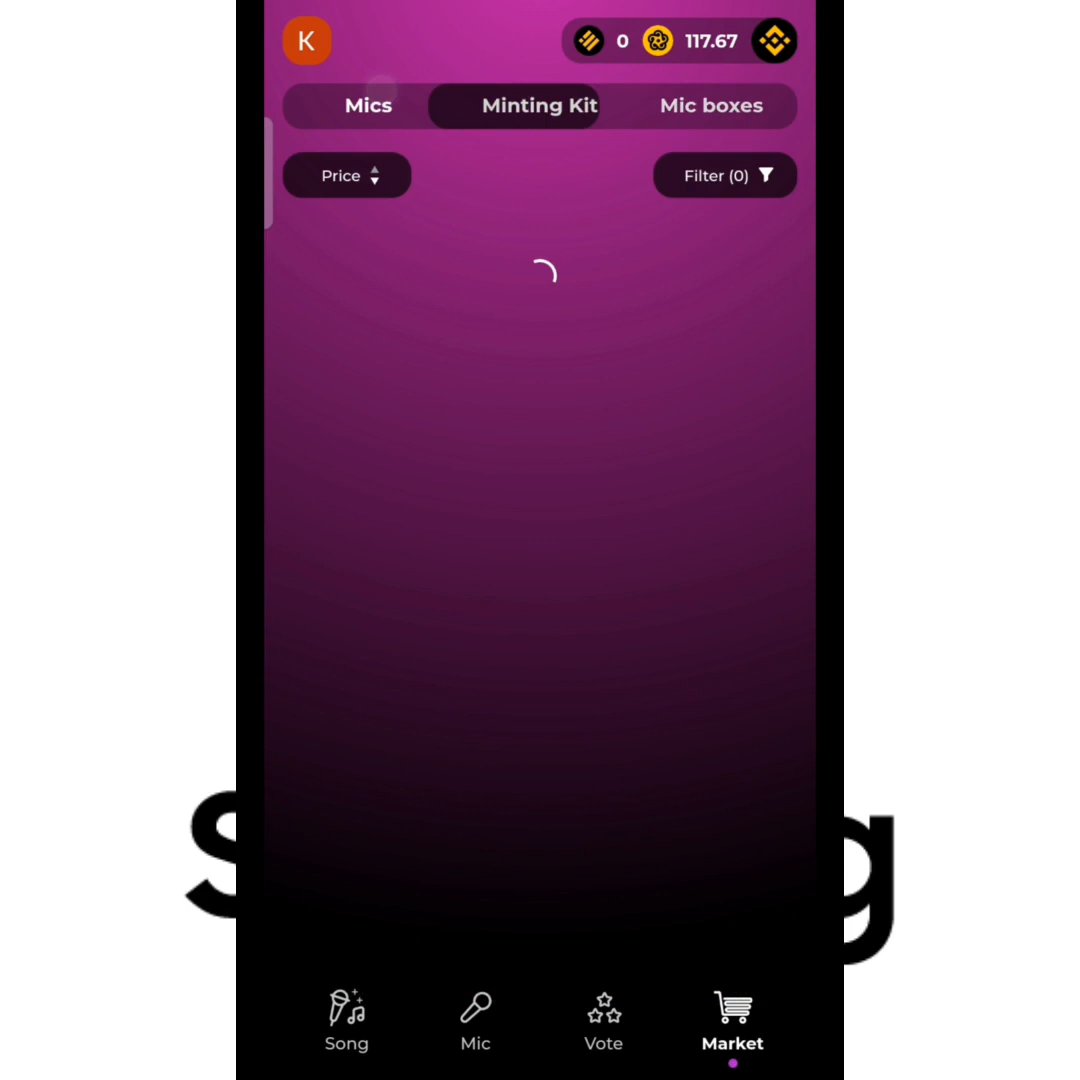 K
0 117.67
Mics Minting Kit Mic boxes
Price Filter (0)
S g
Song Mic Vote Market